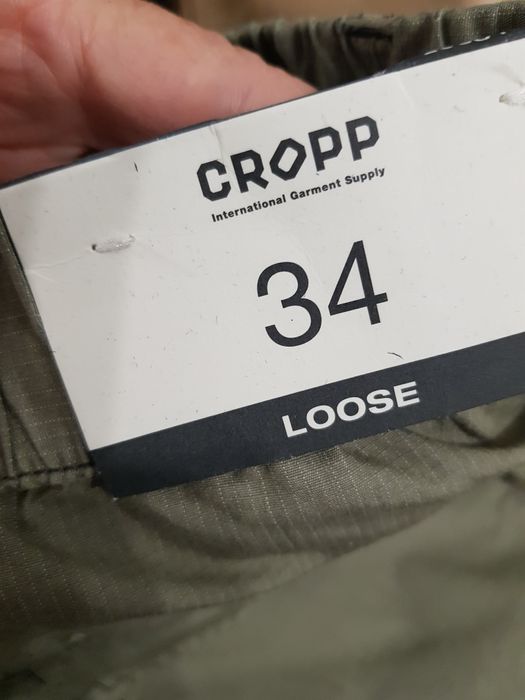 CROPP
International Garment Supply
34
LOOSE